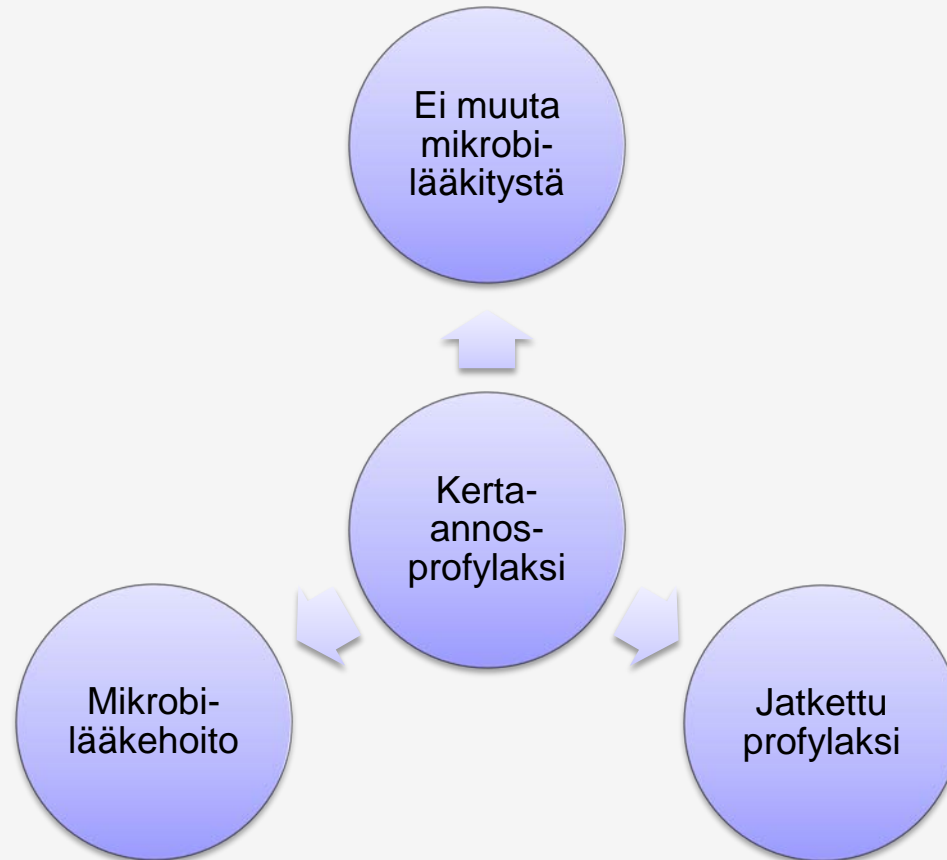 Ei muuta
mikrobi-
lääkitystä
Kerta-
annos-
profylaksi
Mikrobi-
lääkehoito
Jatkettu
profylaksi